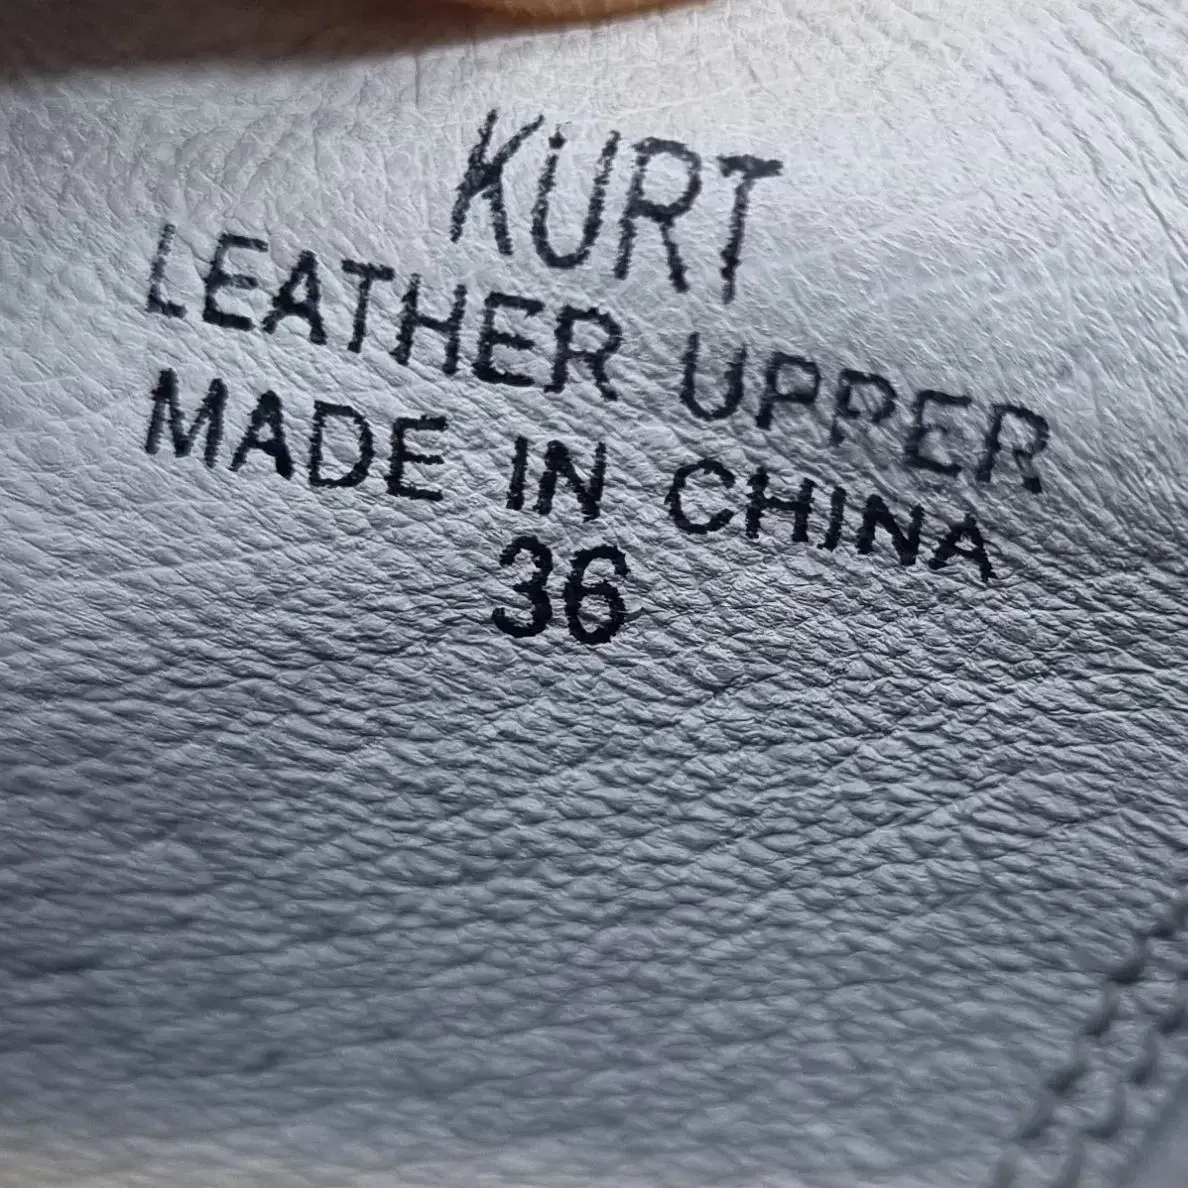 KURT
LEATHER UPPER
MADE IN CHINA
36